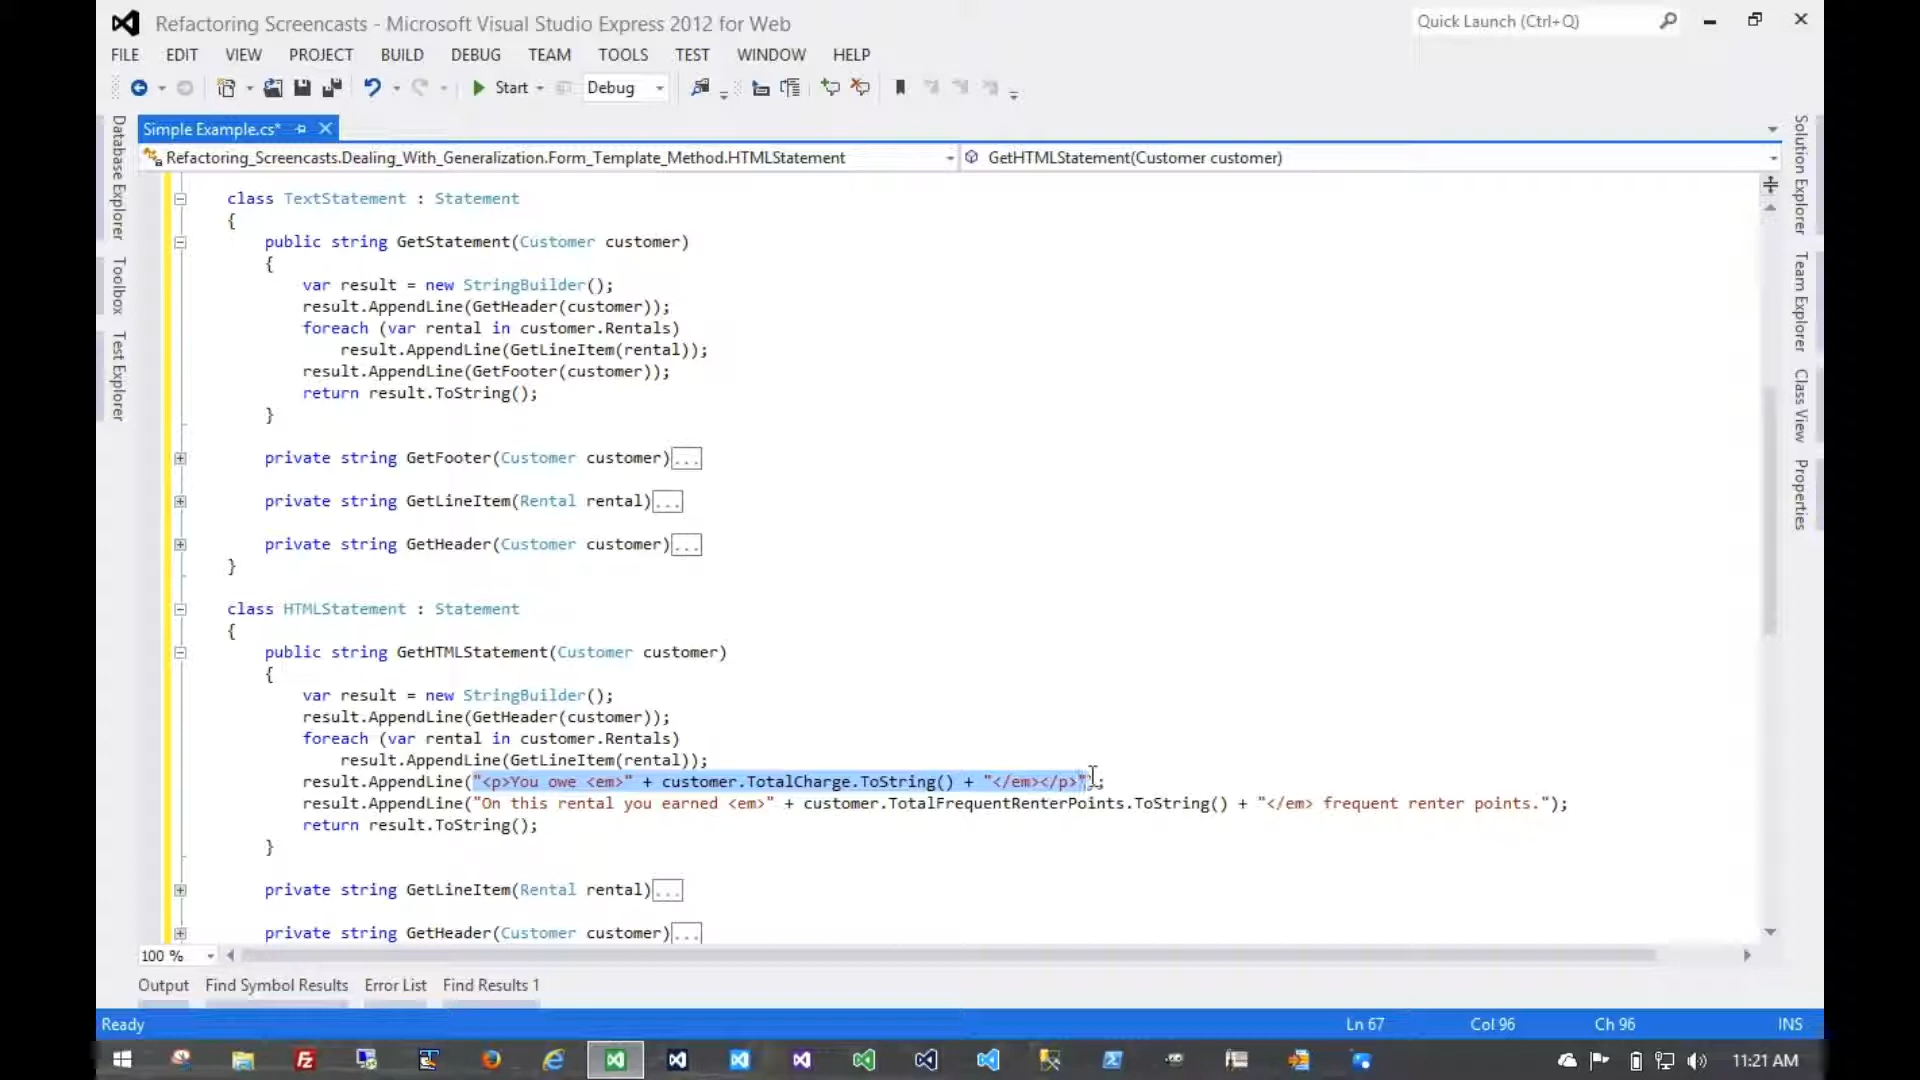 Refactoring Screencasts - Microsoft Visual Studio Express 2012 for Web
Quick Launch (Ctrl+Q)
FILE EDIT VIEW PROJECT BUILD DEBUG TEAM TOOLS TEST WINDOW HELP
Start Debug
Database Explorer
Toolbox
Test Explorer
Simple Example.cs*
Refactoring_Screencasts.Dealing_With_Generalization.Form_Template_Method.HTMLStatement
GetHTMLStatement(Customer customer)
class TextStatement : Statement
{
public string GetStatement(Customer customer)
{
var result = new StringBuilder();
result.AppendLine(GetHeader(customer));
foreach (var rental in customer.Rentals)
result.AppendLine(GetLineItem(rental));
result.AppendLine(GetFooter(customer));
return result.ToString();
}
private string GetFooter(Customer customer)...
private string GetLineItem(Rental rental)...
private string GetHeader(Customer customer)...
}
class HTMLStatement : Statement
{
public string GetHTMLStatement(Customer customer)
{
var result = new StringBuilder();
result.AppendLine(GetHeader(customer));
foreach (var rental in customer.Rentals)
result.AppendLine(GetLineItem(rental));
result.AppendLine("<p>You owe <em>" + customer.TotalCharge.ToString() + "</em></p>");
result.AppendLine("On this rental you earned <em>" + customer.TotalFrequentRenterPoints.ToString() + "</em> frequent renter points.");
return result.ToString();
}
private string GetLineItem(Rental rental)...
private string GetHeader(Customer customer)...
Solution Explorer
Team Explorer
Class View
Properties
100 %
Output Find Symbol Results Error List Find Results 1
Ready Ln 67 Col 96 Ch 96 INS
11:21 AM